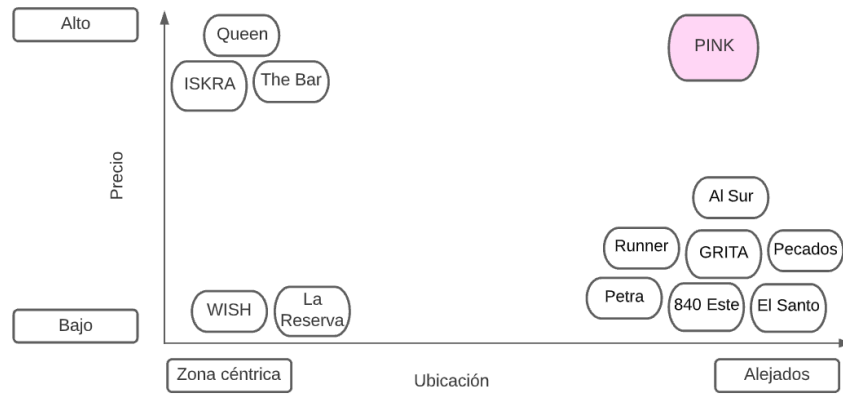 Alto
Queen
PINK
ISKRA
The Bar
Precio
Al Sur
Runner
GRITA
Pecados
Petra
840 Este
El Santo
WISH
La
Reserva
Bajo
Zona céntrica
Ubicación
Alejados